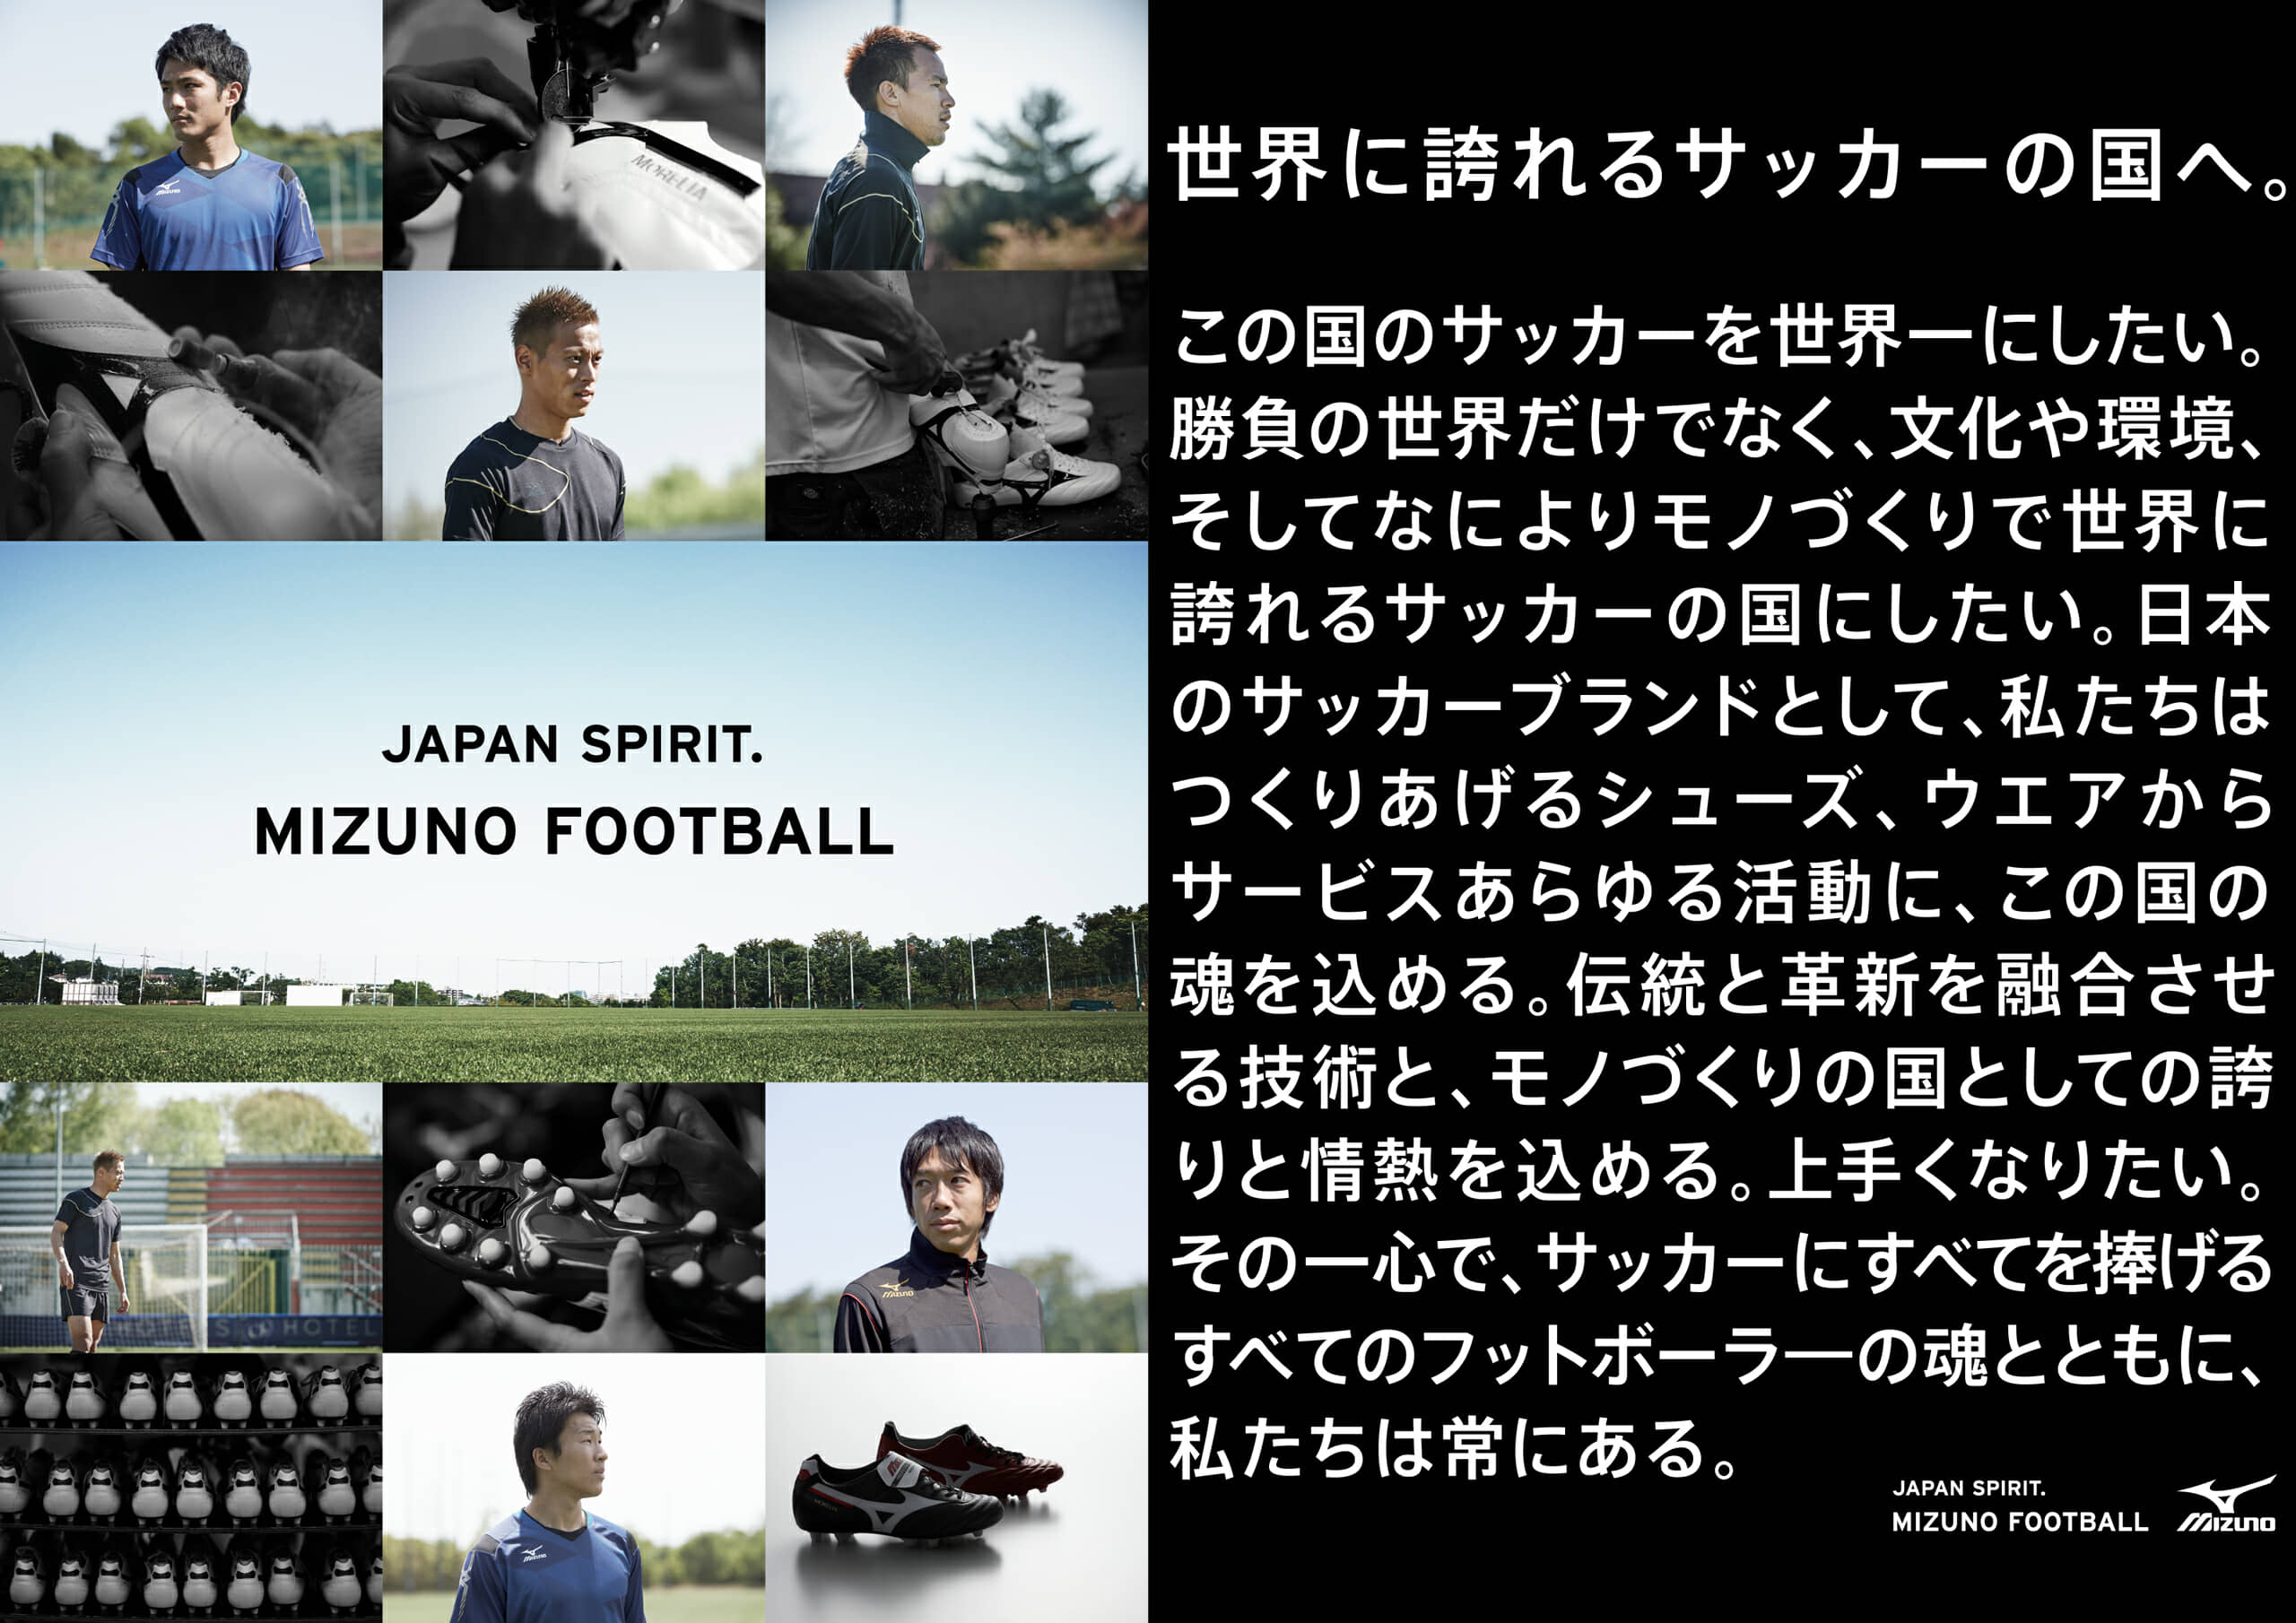 MORELIA
JAPAN SPIRIT.
MIZUNO FOOTBALL
HOTEL
MIZUNO
世界に誇れるサッカーの国へ。
この国のサッカーを世界一にしたい。
勝負の世界だけでなく、文化や環境、
そしてなによりモノづくりで世界に
誇れるサッカーの国にしたい。日本
のサッカーブランドとして、私たちは
つくりあげるシューズ、ウエアから
サービスあらゆる活動に、この国の
魂を込める。伝統と革新を融合させ
る技術と、モノづくりの国としての誇
りと情熱を込める。上手くなりたい。
その一心で、サッカーにすべてを捧げる
すべてのフットボーラーの魂とともに、
私たちは常にある。
JAPAN SPIRIT.
MIZUNO FOOTBALL
MIZUNO